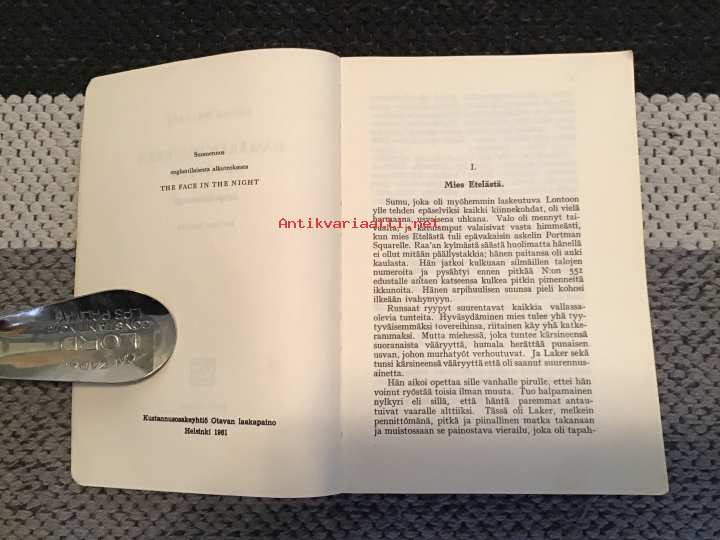 Suomennos
englantilaisesta alkuteoksesta
THE FACE IN THE NIGHT
Kustannusosakeyhtiö Otavan laakapaino
Helsinki 1961
LORD
Antikvariaatti.net
I.
Mies Etelästä.
Sumu, joka oli myöhemmin laskeutuva Lontoon
ylle tehden epäselviksi kaikki kiinnekohdat, oli vielä
harmaana, usvaisena uhkana. Valo oli mennyt tai-
vaalta, ja katulamput valaisivat vasta himmeästi,
kun mies Etelästä tuli epävakaisin askelin Portman
Squarelle. Raa'an kylmästä säästä huolimatta hänellä
ei ollut mitään päällystakkia; hänen paitansa oli auki
kaulasta. Hän jatkoi kulkuaan silmäillen talojen
numeroita ja pysähtyi ennen pitkää N:on 551
edustalle antaen katseensa kulkea pitkin pimenneitä
ikkunoita. Hänen arpihuulisen suunsa pieli kohosi
ilkeään ivahymyyn.
Runsaat ryypyt suurentavat kaikkia vallassa-
olevia tunteita. Hyväsydäminen mies tulee yhä tyy-
tyväisemmäksi tovereihinsa, riitainen käy yhä katke-
rammaksi. Mutta miehessä, joka tuntee kärsineensä
suoranaista vääryyttä, humala herättää punaisen
usvan, johon murhatyöt verhoutuvat. Ja Laker sekä
tunsi kärsineensä vääryyttä että oli saanut suurennus-
ainetta.
Hän aikoi opettaa sille vanhalle pirulle, ettei hän
voinut ryöstää toisia ilman muuta. Tuo halpamainen
nylkyri eli sillä, että häntä paremmat antau-
tuivat vaaralle alttiiksi. Tässä oli Laker, melkein
pennittömänä, pitkä ja piinallinen matka takanaan
ja muistossaan se painostava vierailu, joka oli tapah-